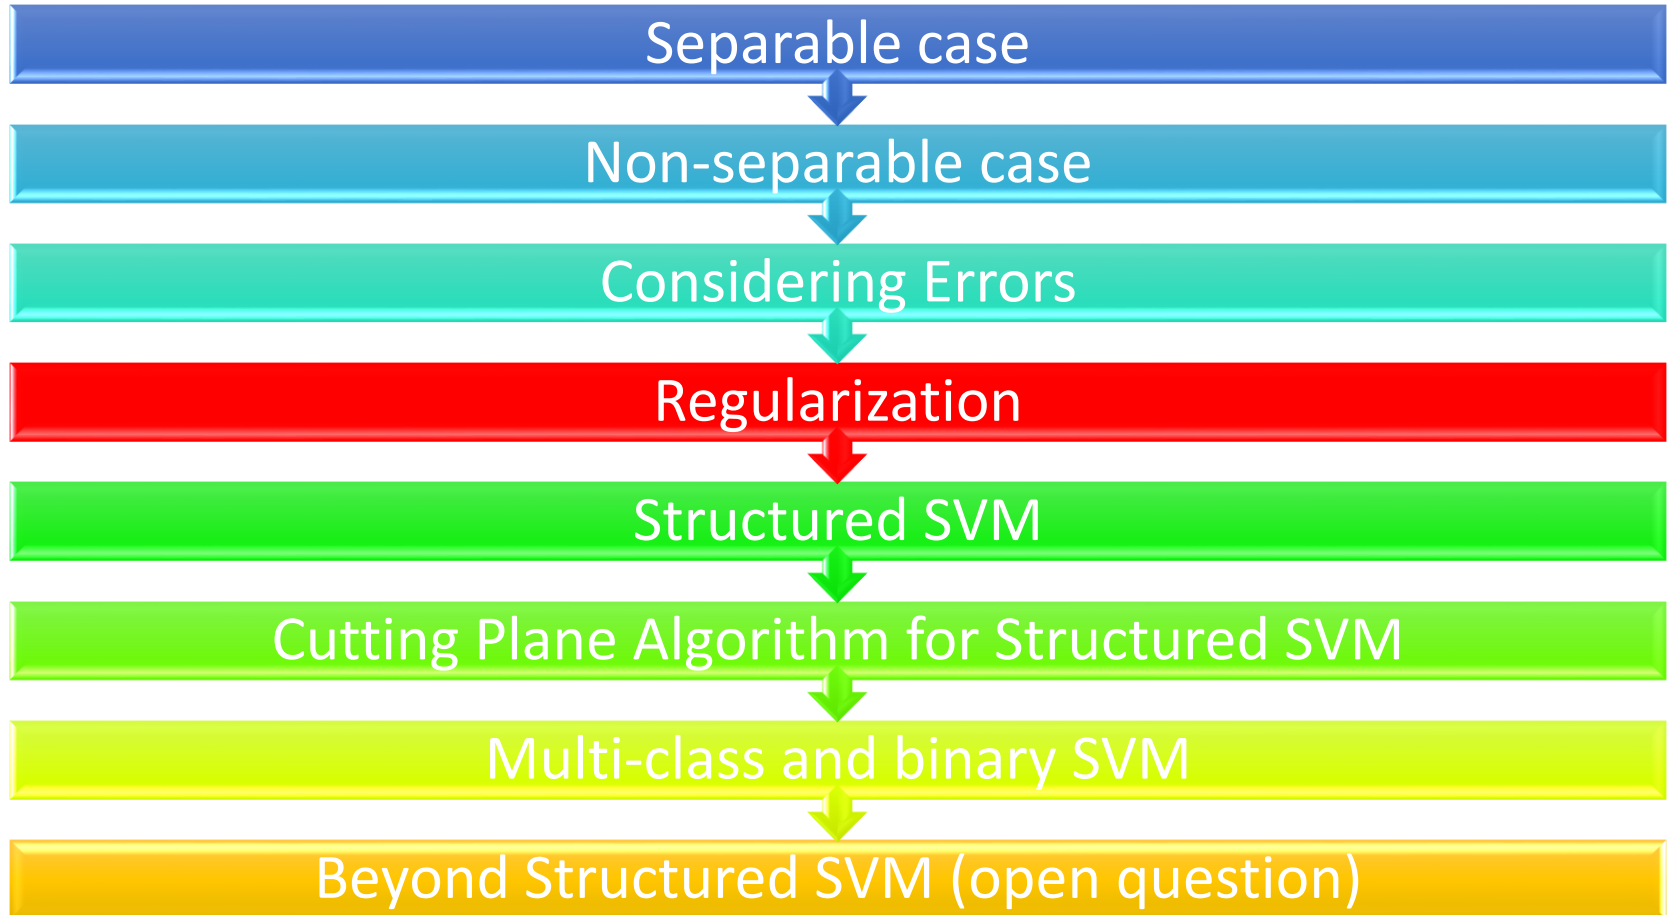 Separable case
Non-separable case
Considering Errors
Regularization
Structured SVM
Cutting Plane Algorithm for Structured SVM
Multi-class and binary SVM
Beyond Structured SVM (open question)